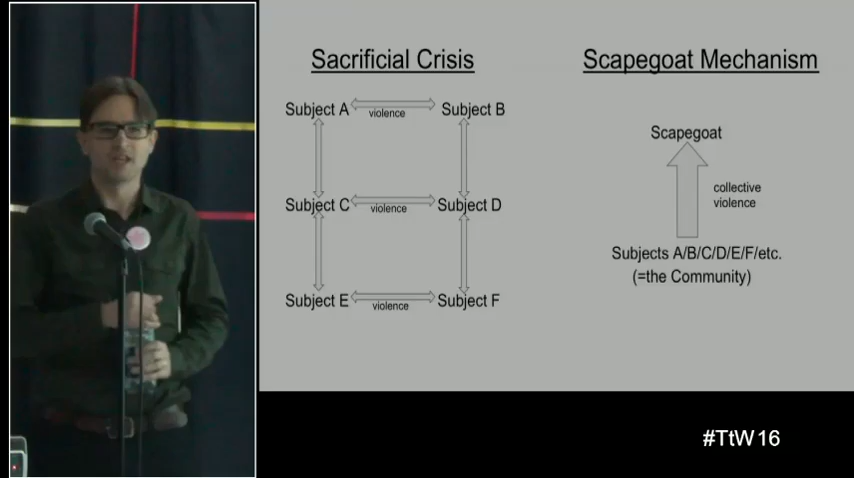 Sacrificial Crisis
Subject A
violence
Subject B
Subject C
violence
Subject D
Subject E
violence
Subject F
Scapegoat Mechanism
Scapegoat
collective
violence
Subjects A/B/C/D/E/F/etc.
(=the Community)
#TtW16